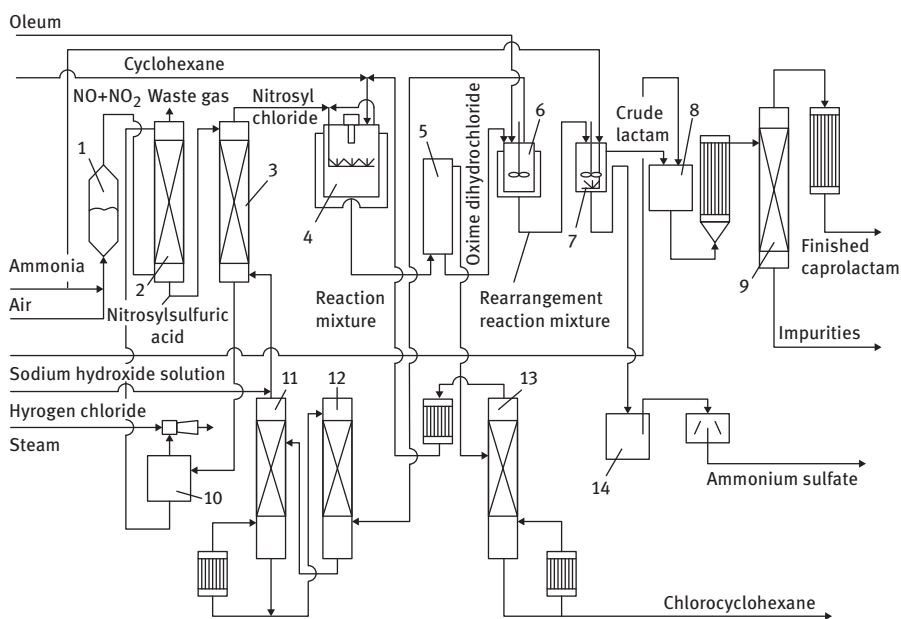 Oleum
Cyclohexane
NO+NO2 Waste gas
Nitrosyl
chloride
1
2
3
4
5
Oxime dihydrochloride
6
7
Crude
lactam
8
9
Ammonia
Air
Nitrosylsulfuric
acid
Reaction
mixture
Rearrangement
reaction mixture
Finished
caprolactam
Impurities
Sodium hydroxide solution
Hyrogen chloride
Steam
10
11
12
13
14
Ammonium sulfate
Chlorocyclohexane